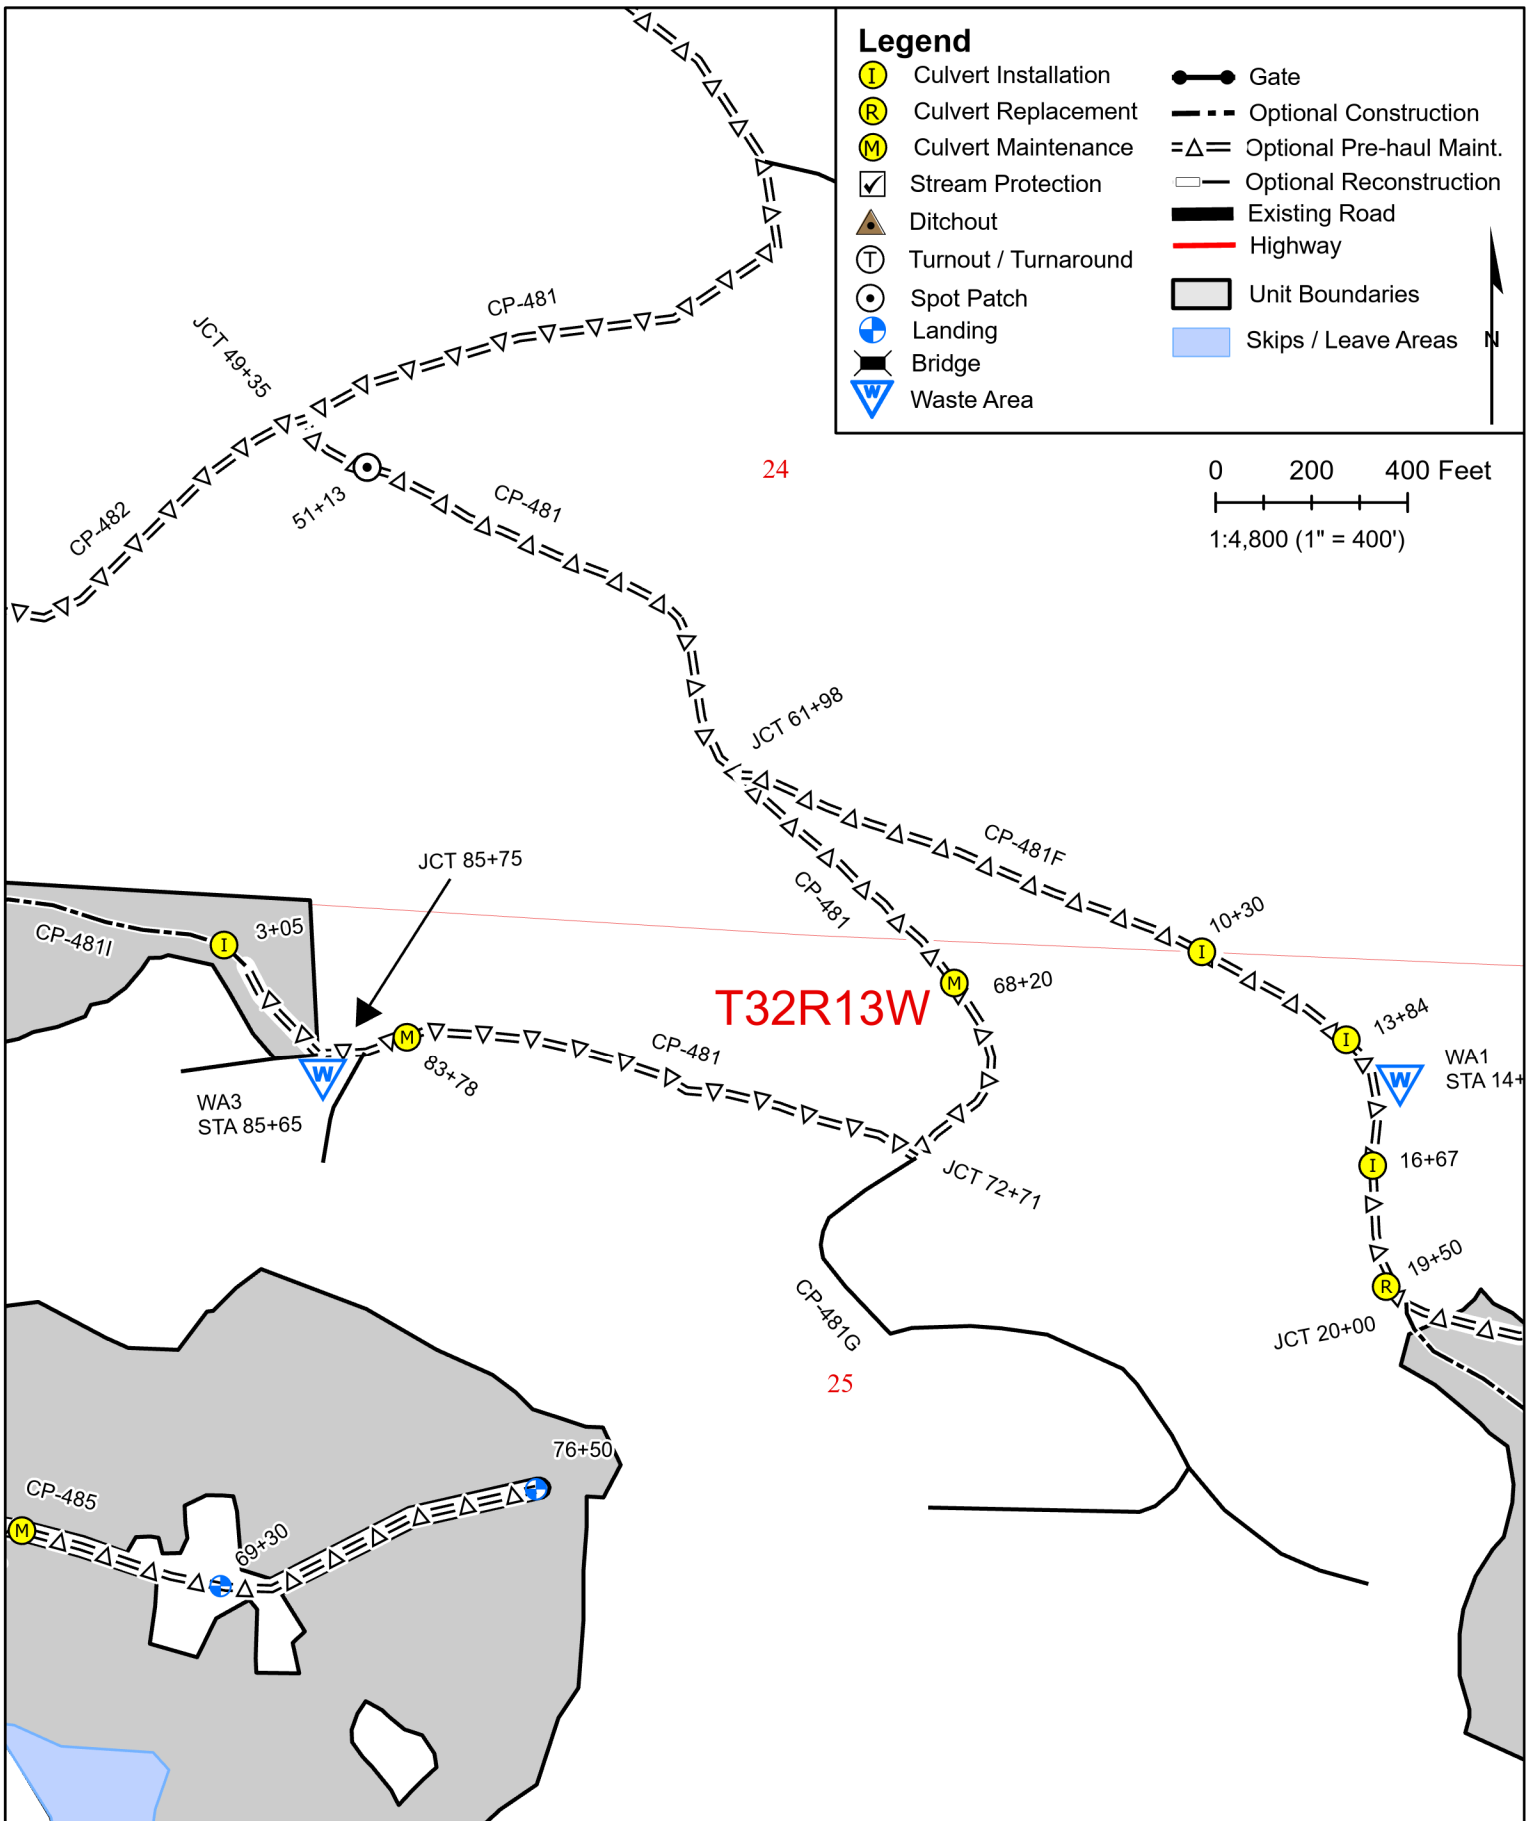 Legend
I Culvert Installation
R Culvert Replacement
M Culvert Maintenance
Stream Protection
Ditchout
T Turnout / Turnaround
Spot Patch
Landing
Bridge
W Waste Area
Gate
Optional Construction
Optional Pre-haul Maint.
Optional Reconstruction
Existing Road
Highway
Unit Boundaries
Skips / Leave Areas
N
0 200 400 Feet
1:4,800 (1" = 400')
CP-481
JCT 49+35
24
51+13
CP-481
CP-482
JCT 61+98
CP-481F
JCT 85+75
CP-481
10+30
I
3+05
I
CP-481I
M
68+20
T32R13W
13+84
I
M
83+78
CP-481
W
WA1
STA 14+
W
WA3
STA 85+65
I
16+67
JCT 72+71
19+50
R
CP-481G
JCT 20+00
25
76+50
CP-485
M
69+30